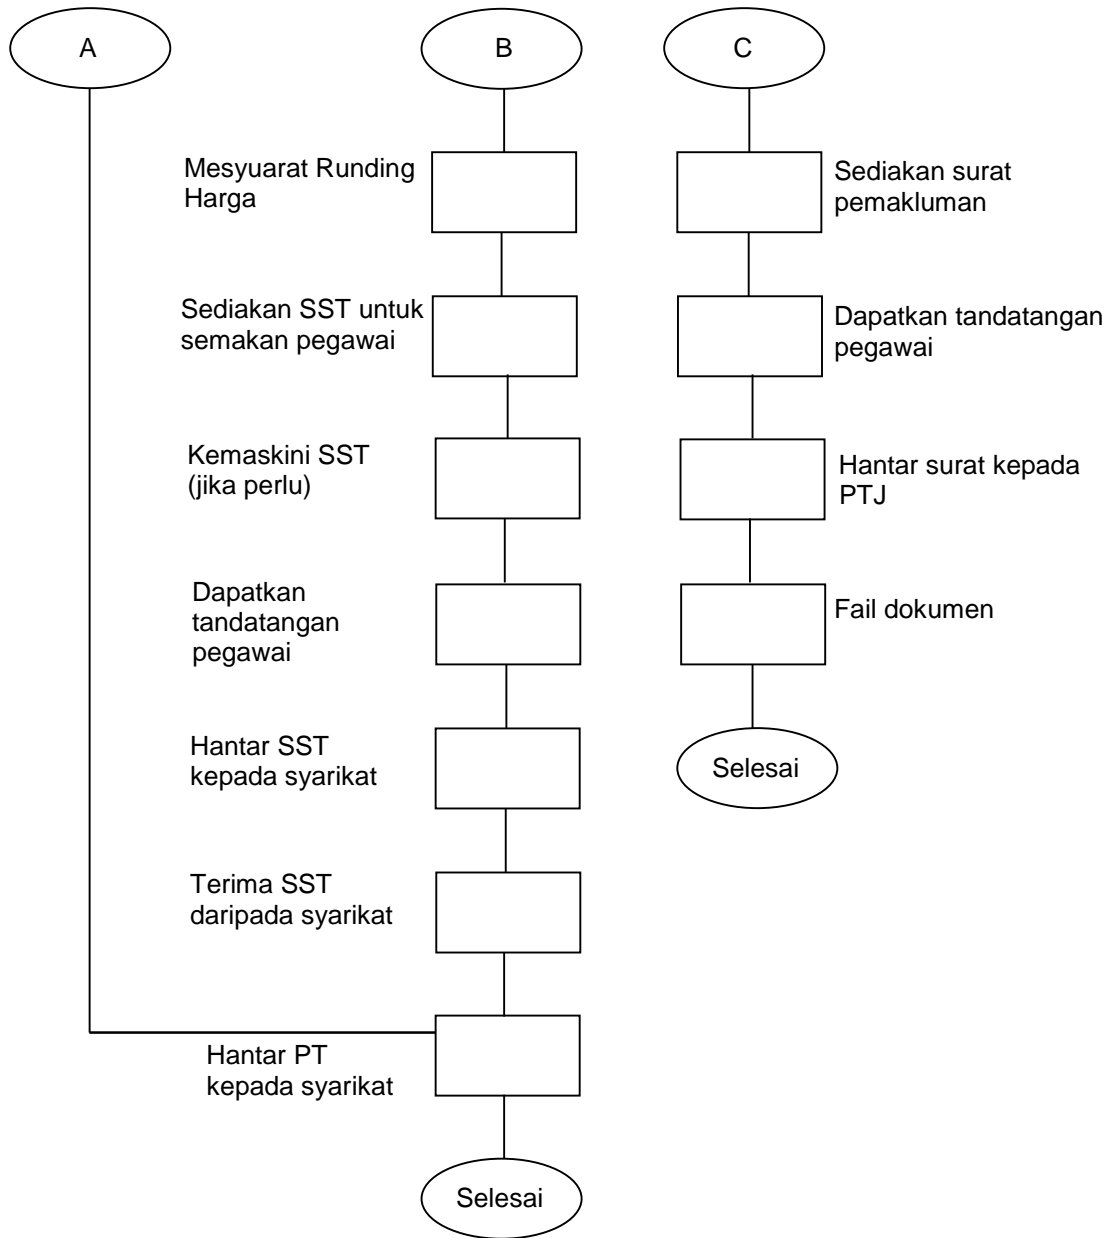 A
B
C
Mesyuarat Runding
Harga
Sediakan surat
pemakluman
Sediakan SST untuk
semakan pegawai
Dapatkan tandatangan
pegawai
Kemaskini SST
(jika perlu)
Hantar surat kepada
PTJ
Dapatkan
tandatangan
pegawai
Fail dokumen
Hantar SST
kepada syarikat
Selesai
Terima SST
daripada syarikat
Hantar PT
kepada syarikat
Selesai